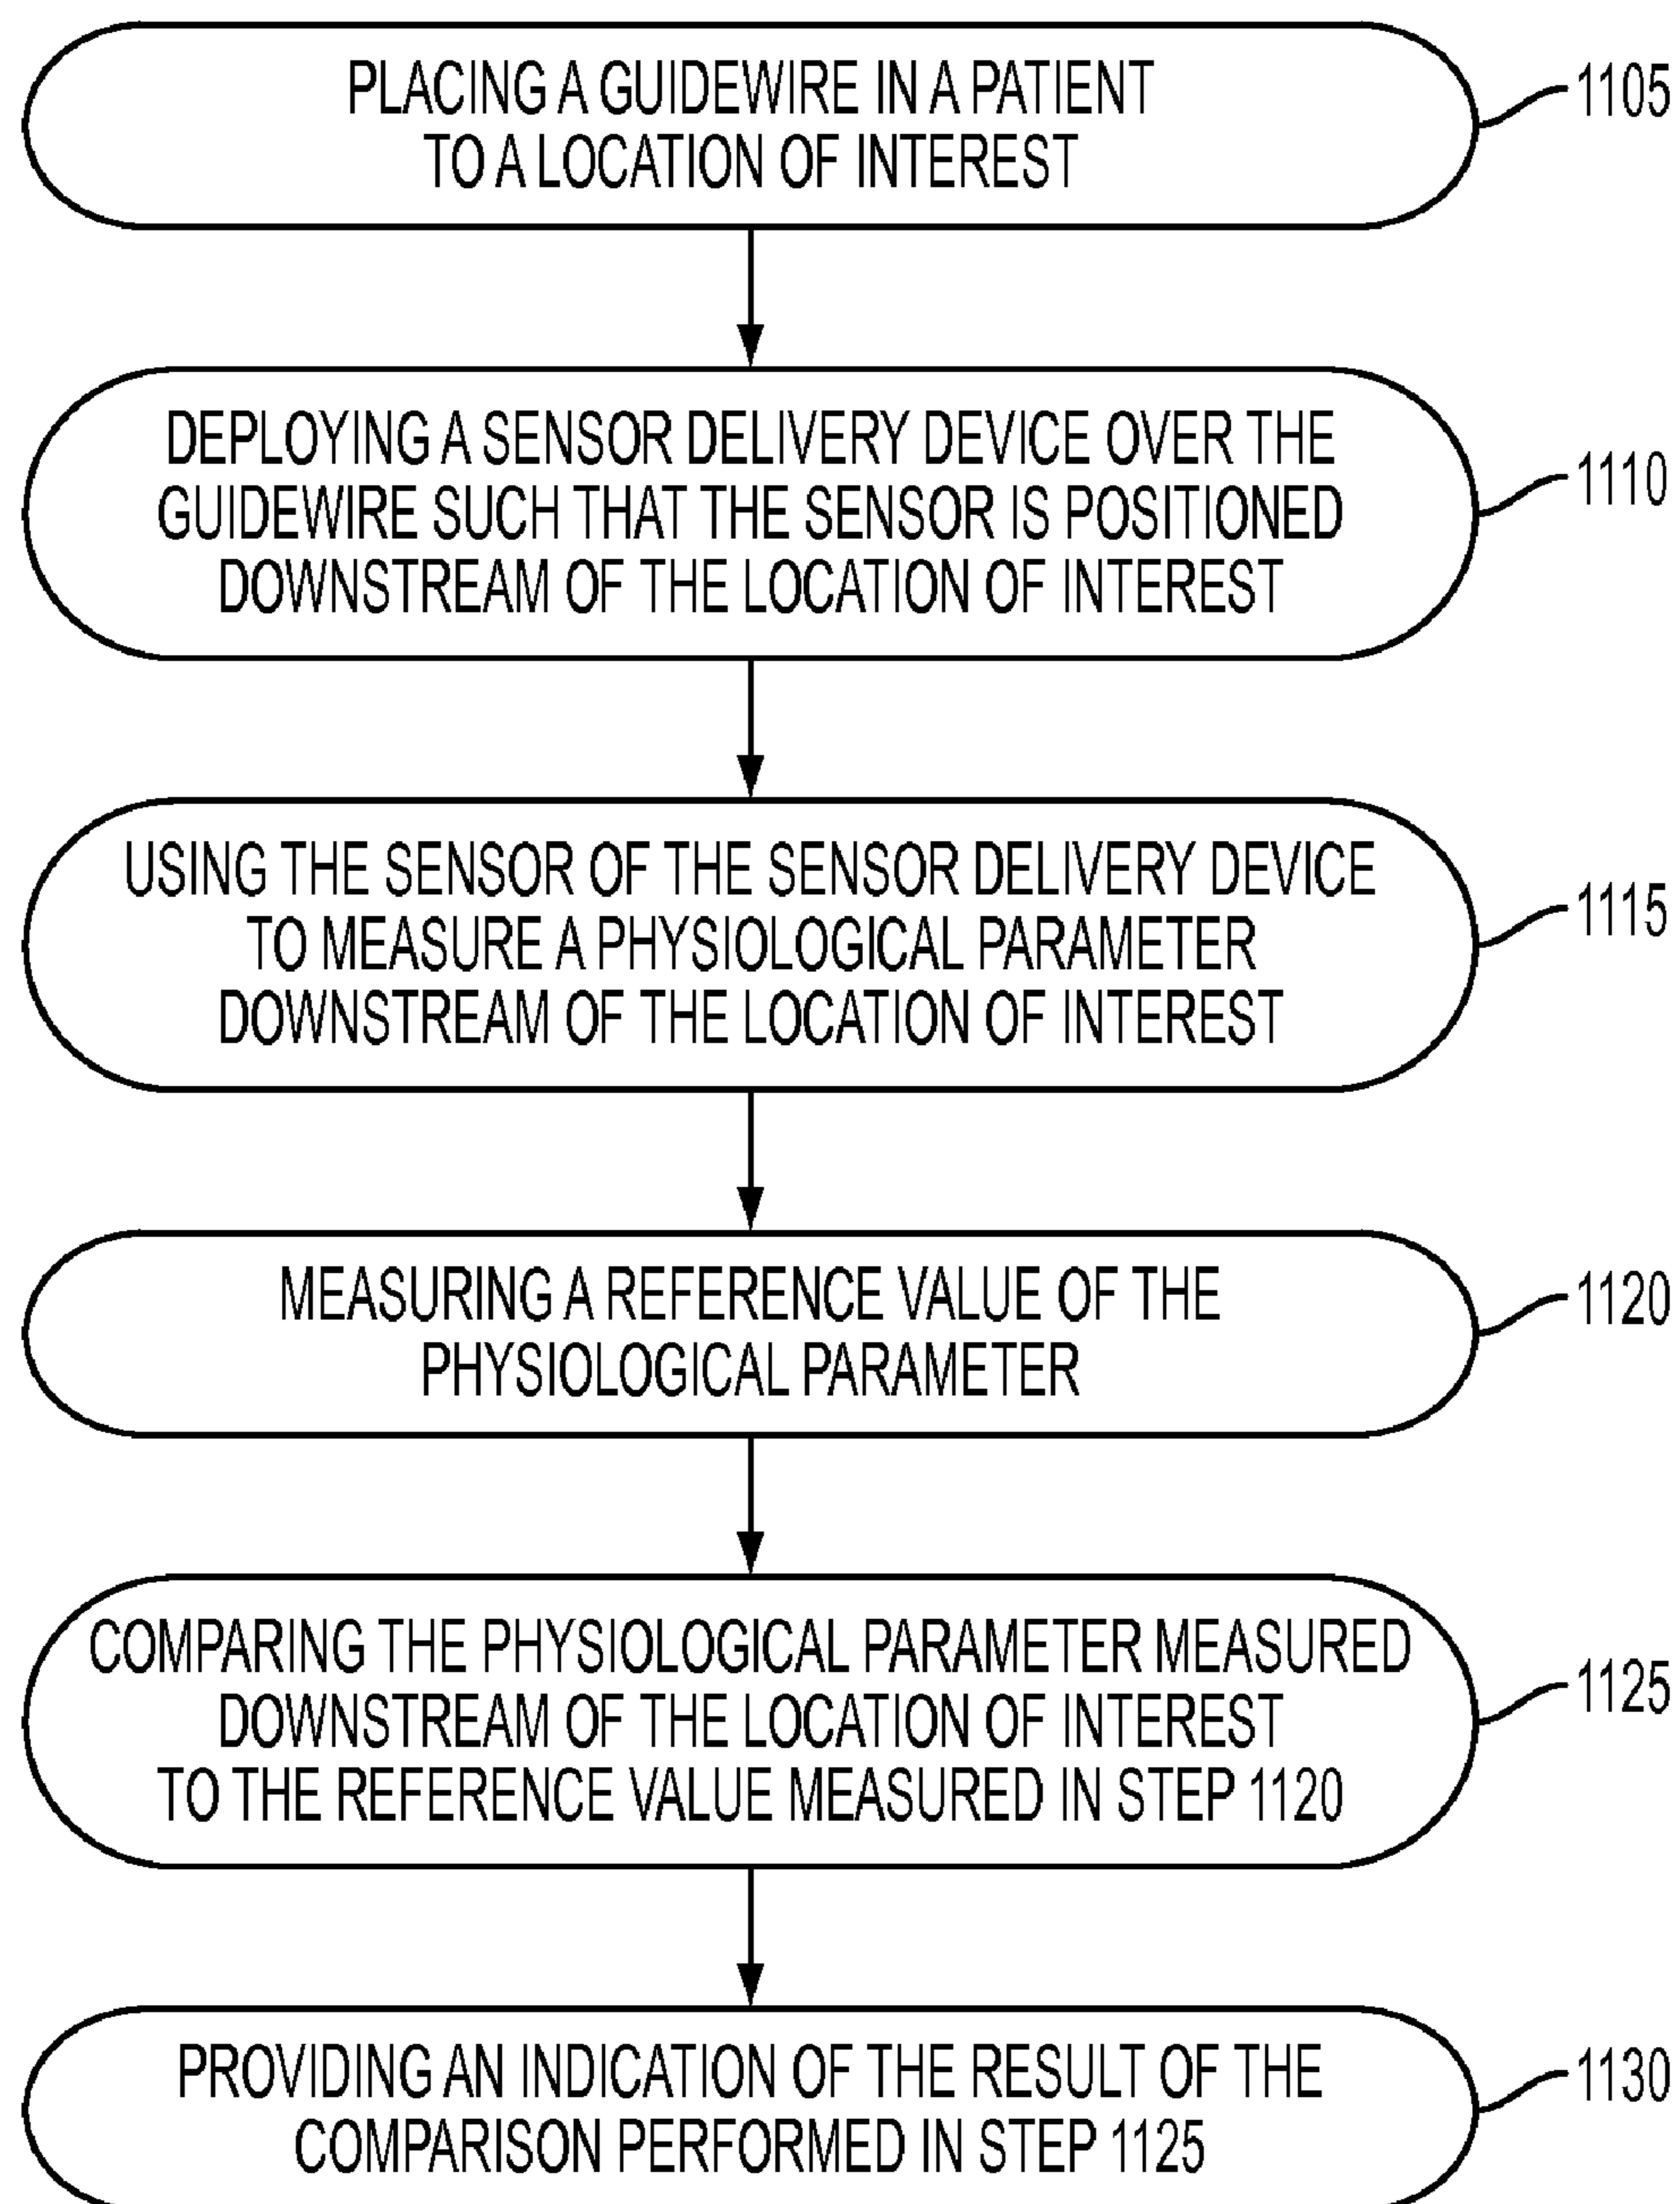 PLACING A GUIDEWIRE IN A PATIENT
TO A LOCATION OF INTEREST
1105
DEPLOYING A SENSOR DELIVERY DEVICE OVER THE
GUIDEWIRE SUCH THAT THE SENSOR IS POSITIONED
DOWNSTREAM OF THE LOCATION OF INTEREST
1110
USING THE SENSOR OF THE SENSOR DELIVERY DEVICE
TO MEASURE A PHYSIOLOGICAL PARAMETER
DOWNSTREAM OF THE LOCATION OF INTEREST
1115
MEASURING A REFERENCE VALUE OF THE
PHYSIOLOGICAL PARAMETER
1120
COMPARING THE PHYSIOLOGICAL PARAMETER MEASURED
DOWNSTREAM OF THE LOCATION OF INTEREST
TO THE REFERENCE VALUE MEASURED IN STEP 1120
1125
PROVIDING AN INDICATION OF THE RESULT OF THE
COMPARISON PERFORMED IN STEP 1125
1130